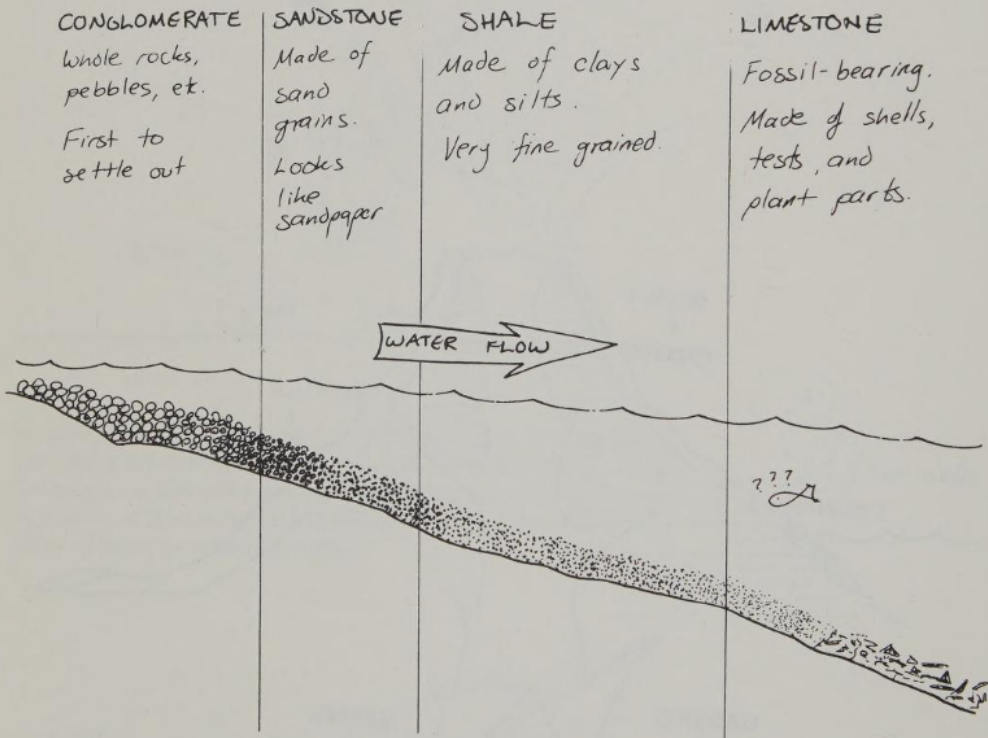 CONGLOMERATE
Whole rocks,
pebbles, et.
First to
settle out
SANDSTONE
Made of
sand
grains.
Looks
like
sandpaper
SHALE
Made of clays
and silts.
Very fine grained.
LIMESTONE
Fossil-bearing.
Made of shells,
tests, and
plant parts.
WATER FLOW
???